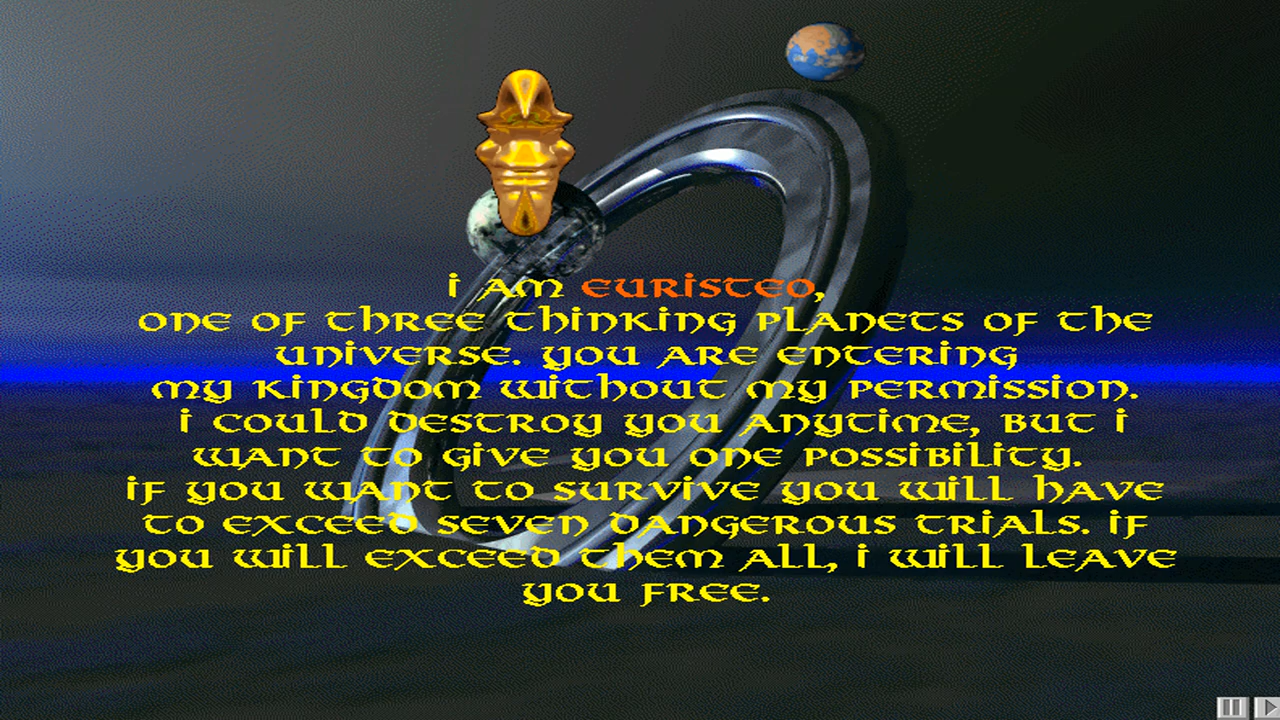 I AM EURISTEO,
ONE OF THREE THINKING PLANETS OF THE
UNIVERSE. YOU ARE ENTERING
MY KINGDOM WITHOUT MY PERMISSION.
I COULD DESTROY YOU ANYTIME, BUT I
WANT TO GIVE YOU ONE POSSIBILITY.
IF YOU WANT TO SURVIVE YOU WILL HAVE
TO EXCEED SEVEN DANGEROUS TRIALS. IF
YOU WILL EXCEED THEM ALL, I WILL LEAVE
YOU FREE.